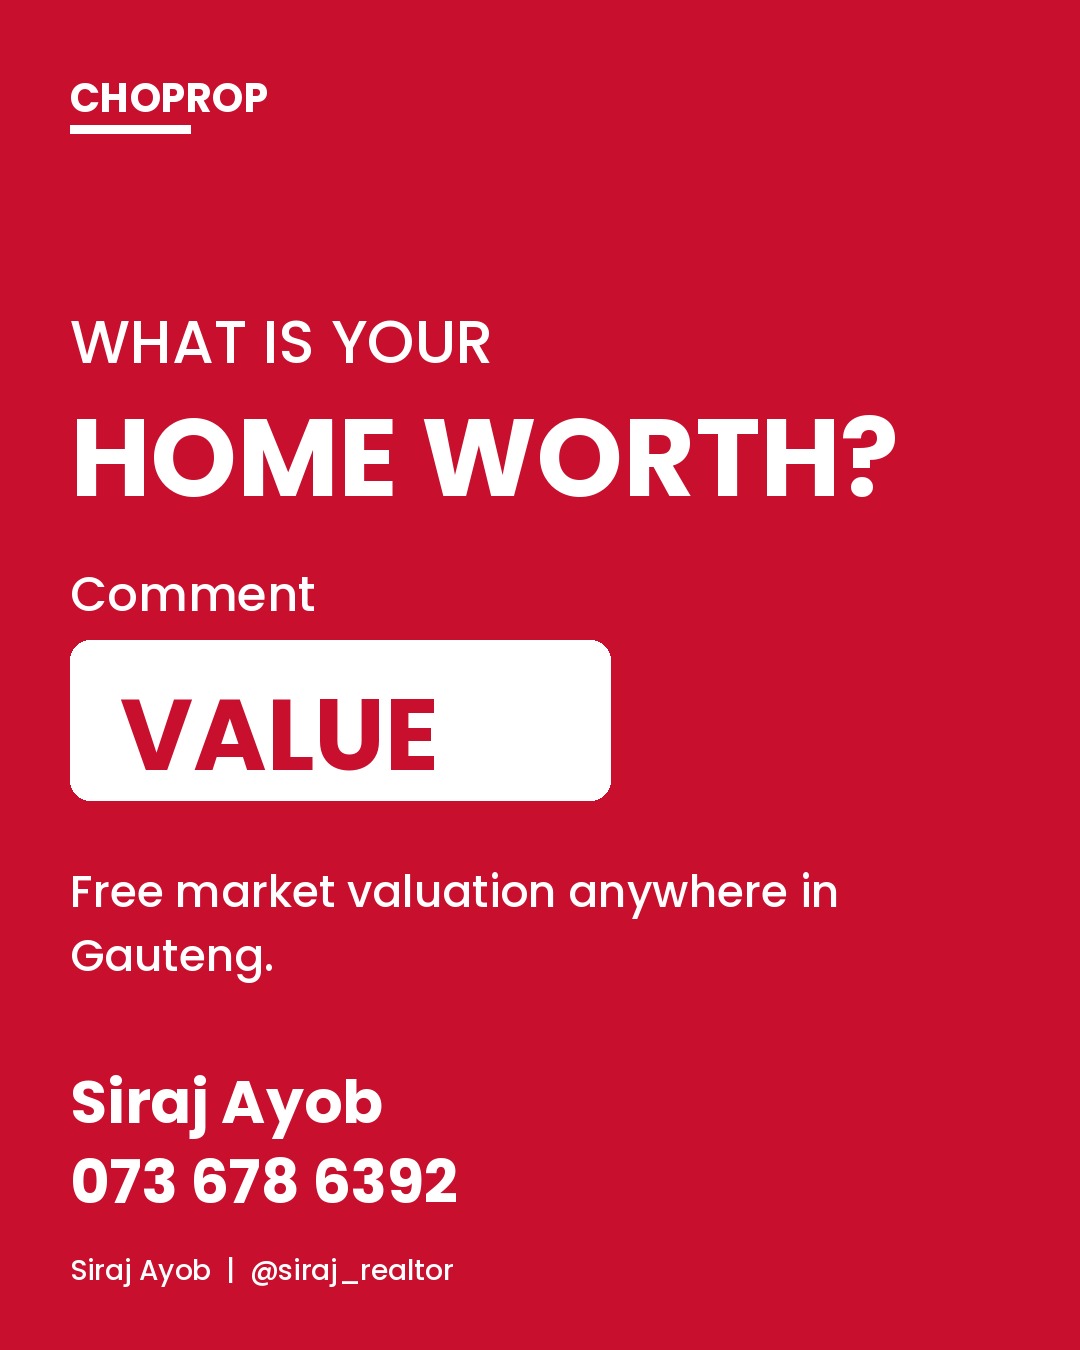 CHOPROP
WHAT IS YOUR
HOME WORTH?
Comment
VALUE
Free market valuation anywhere in
Gauteng.
Siraj Ayob
073 678 6392
Siraj Ayob | @siraj_realtor